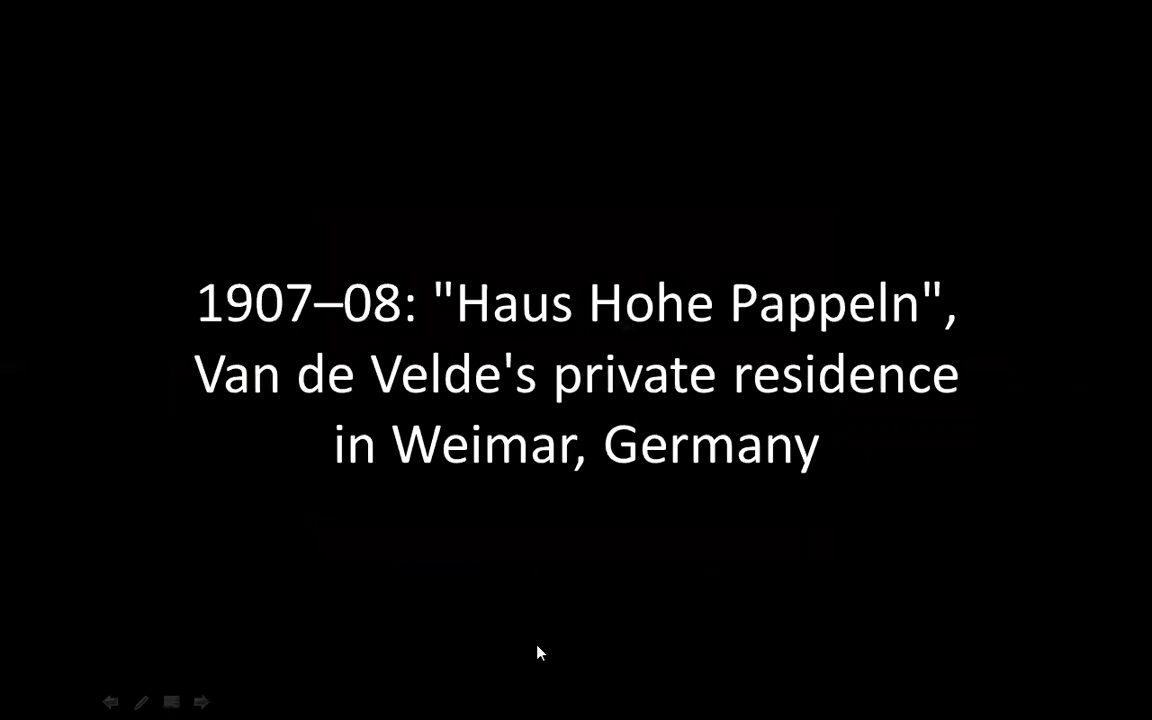 1907–08: "Haus Hohe Pappeln",
Van de Velde's private residence
in Weimar, Germany